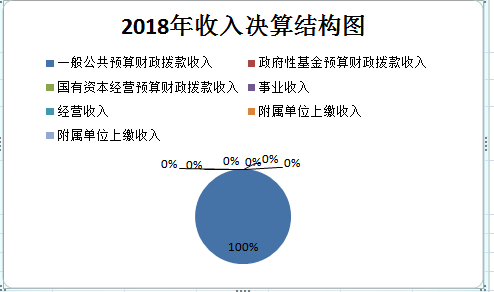 2018年收入决算结构图
一般公共预算财政拨款收入 政府性基金预算财政拨款收入
国有资本经营预算财政拨款收入 事业收入
经营收入 附属单位上缴收入
附属单位上缴收入
0% 0% 0% 0% 0% 0%
100%